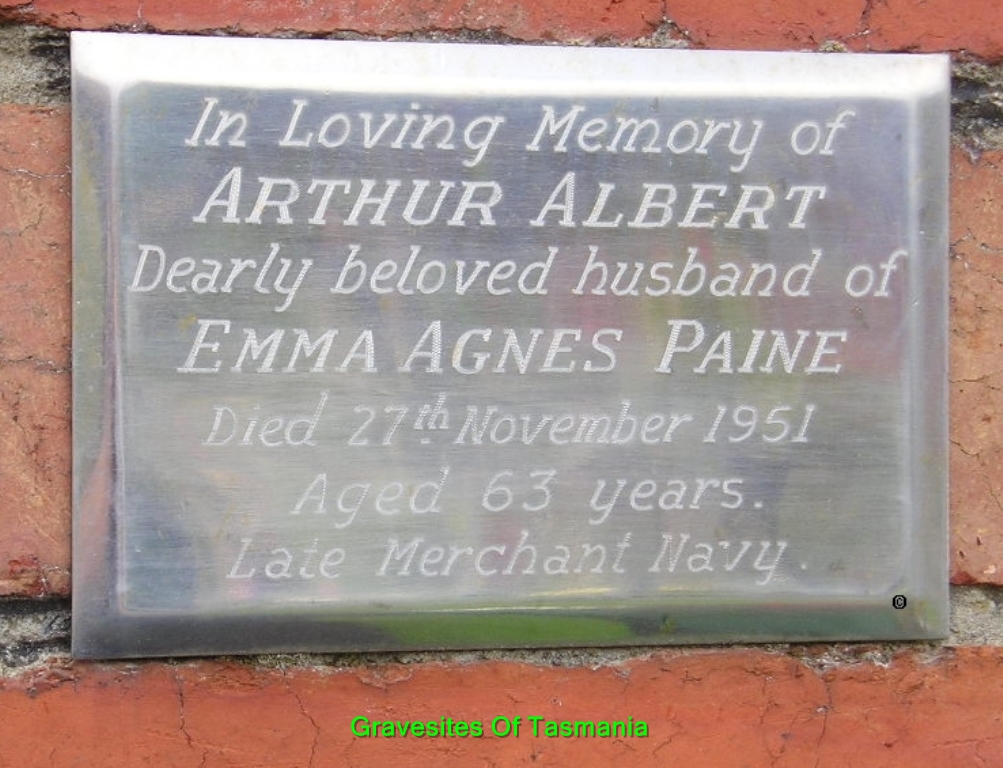 In Loving Memory of
ARTHUR ALBERT
Dearly beloved husband of
EMMA AGNES PAINE
Died 27th November 1951
Aged 63 years.
Late Merchant Navy.
©
Gravesites Of Tasmania